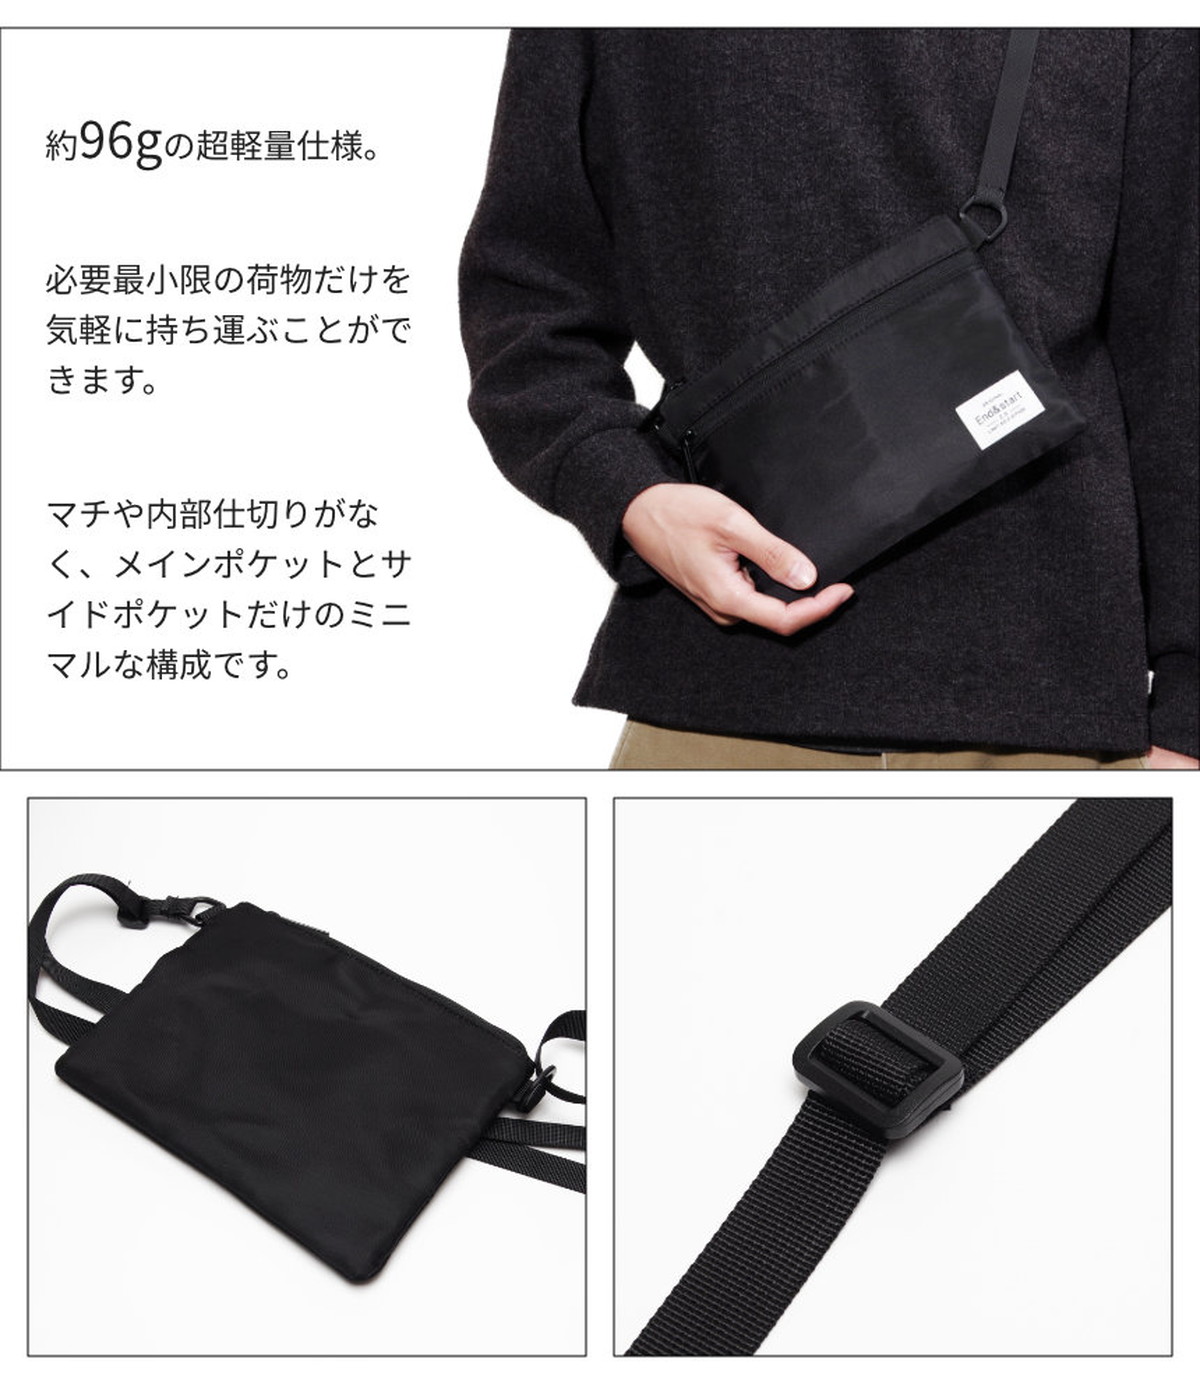 約96gの超軽量仕様。
必要最小限の荷物だけを
気軽に持ち運ぶことがで
きます。
マチや内部仕切りがな
く、メインポケットとサ
イドポケットだけのミニ
マルな構成です。
ORIGINAL
End&start